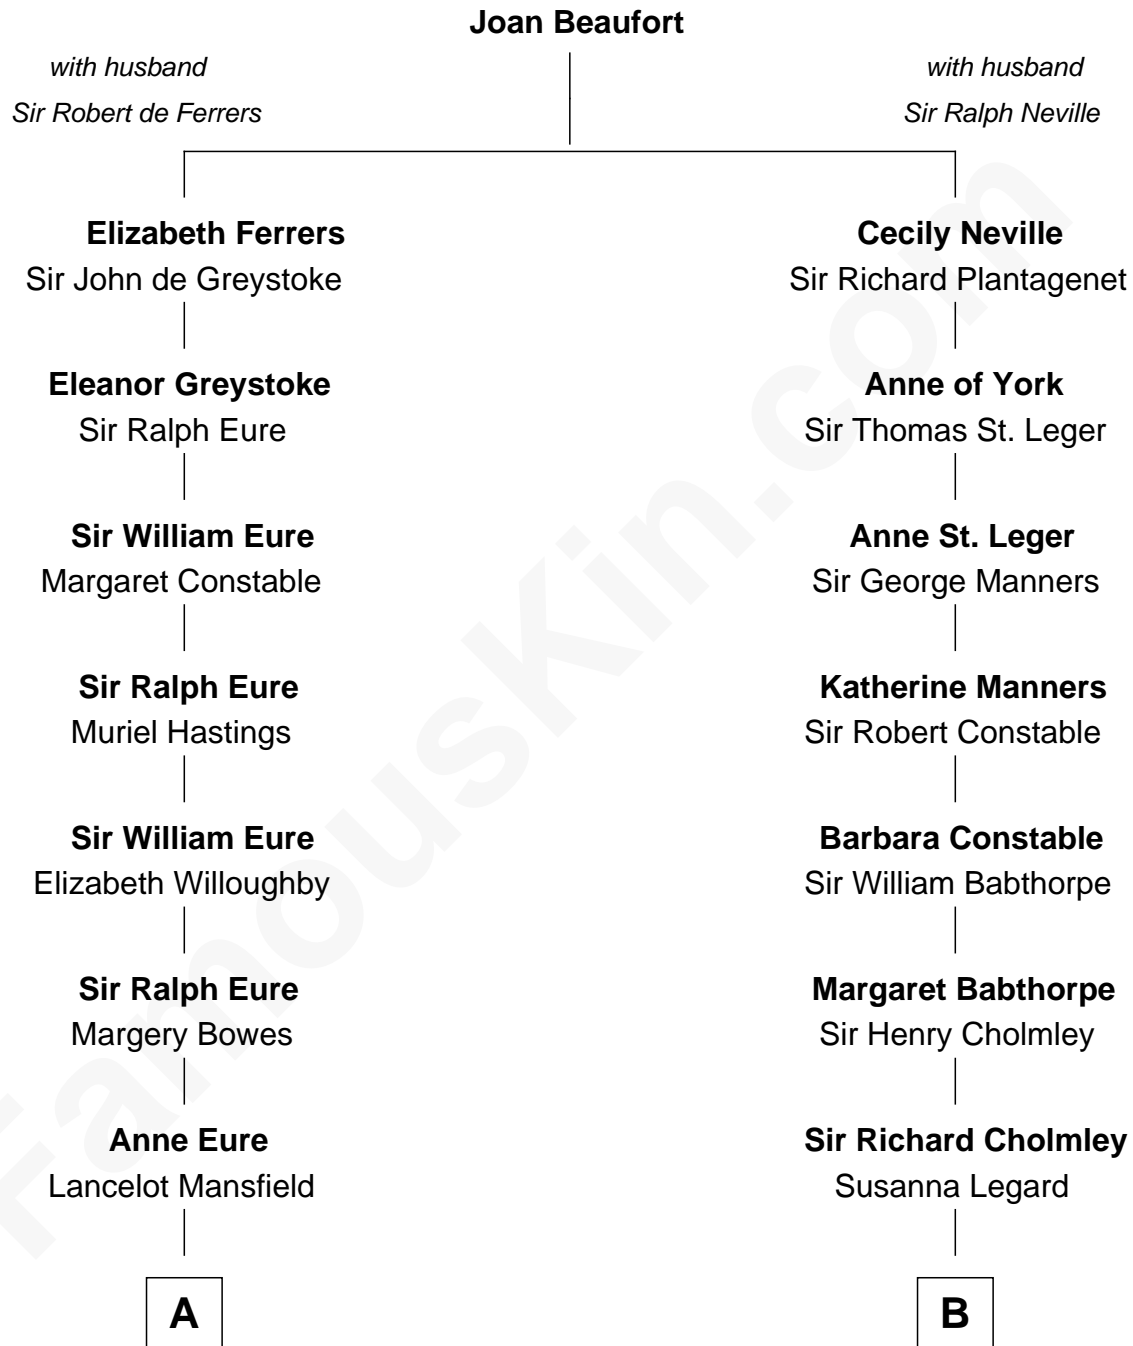 Joan Beaufort
with husband
Sir Robert de Ferrers
with husband
Sir Ralph Neville
Elizabeth Ferrers
Sir John de Greystoke
Cecily Neville
Sir Richard Plantagenet
Eleanor Greystoke
Sir Ralph Eure
Anne of York
Sir Thomas St. Leger
Sir William Eure
Margaret Constable
Anne St. Leger
Sir George Manners
Sir Ralph Eure
Muriel Hastings
Katherine Manners
Sir Robert Constable
Sir William Eure
Elizabeth Willoughby
Barbara Constable
Sir William Babthorpe
Sir Ralph Eure
Margery Bowes
Margaret Babthorpe
Sir Henry Cholmley
Anne Eure
Lancelot Mansfield
Sir Richard Cholmley
Susanna Legard
A
B
FamousKin.com